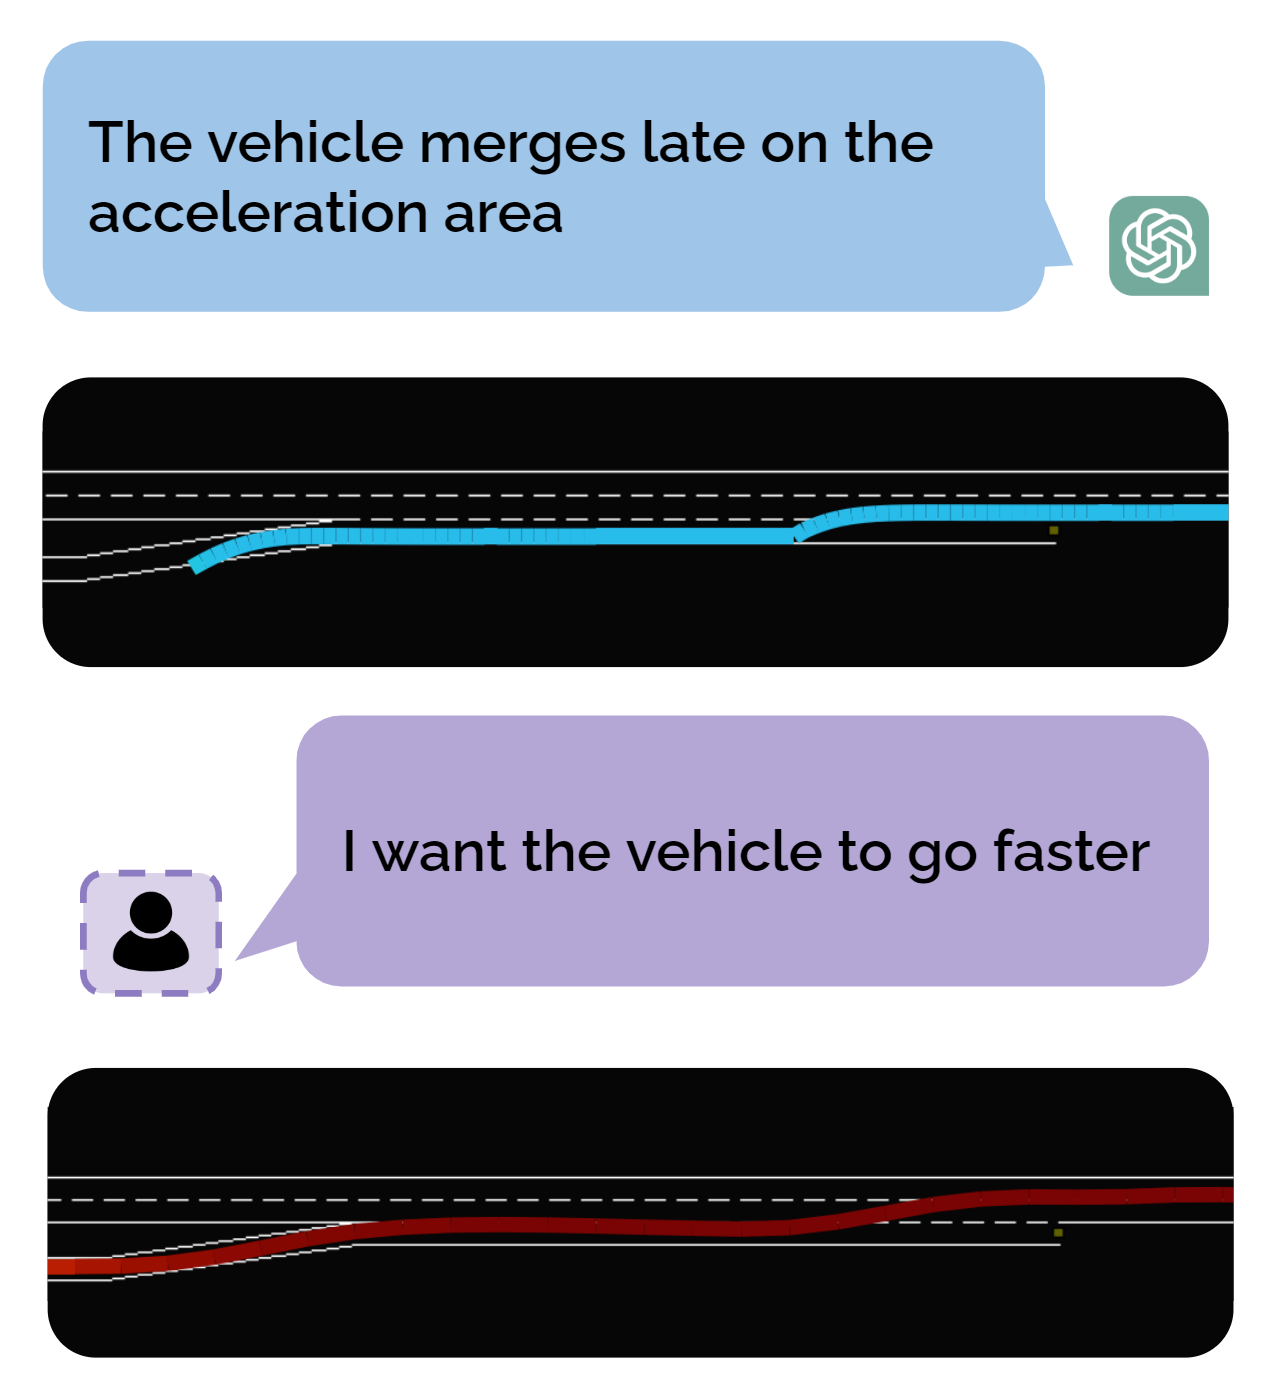 The vehicle merges late on the
acceleration area
I want the vehicle to go faster